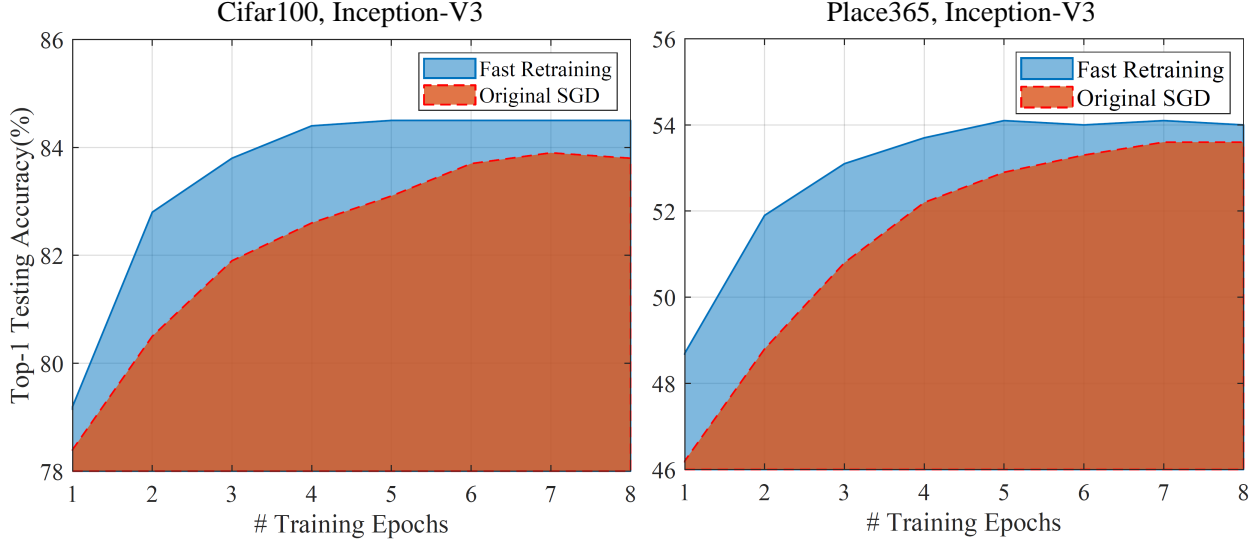 Cifar100, Inception-V3
86
84
82
80
78
Top-1 Testing Accuracy(%)
Fast Retraining
Original SGD
1 2 3 4 5 6 7 8
# Training Epochs
Place365, Inception-V3
56
54
52
50
48
46
Fast Retraining
Original SGD
1 2 3 4 5 6 7 8
# Training Epochs